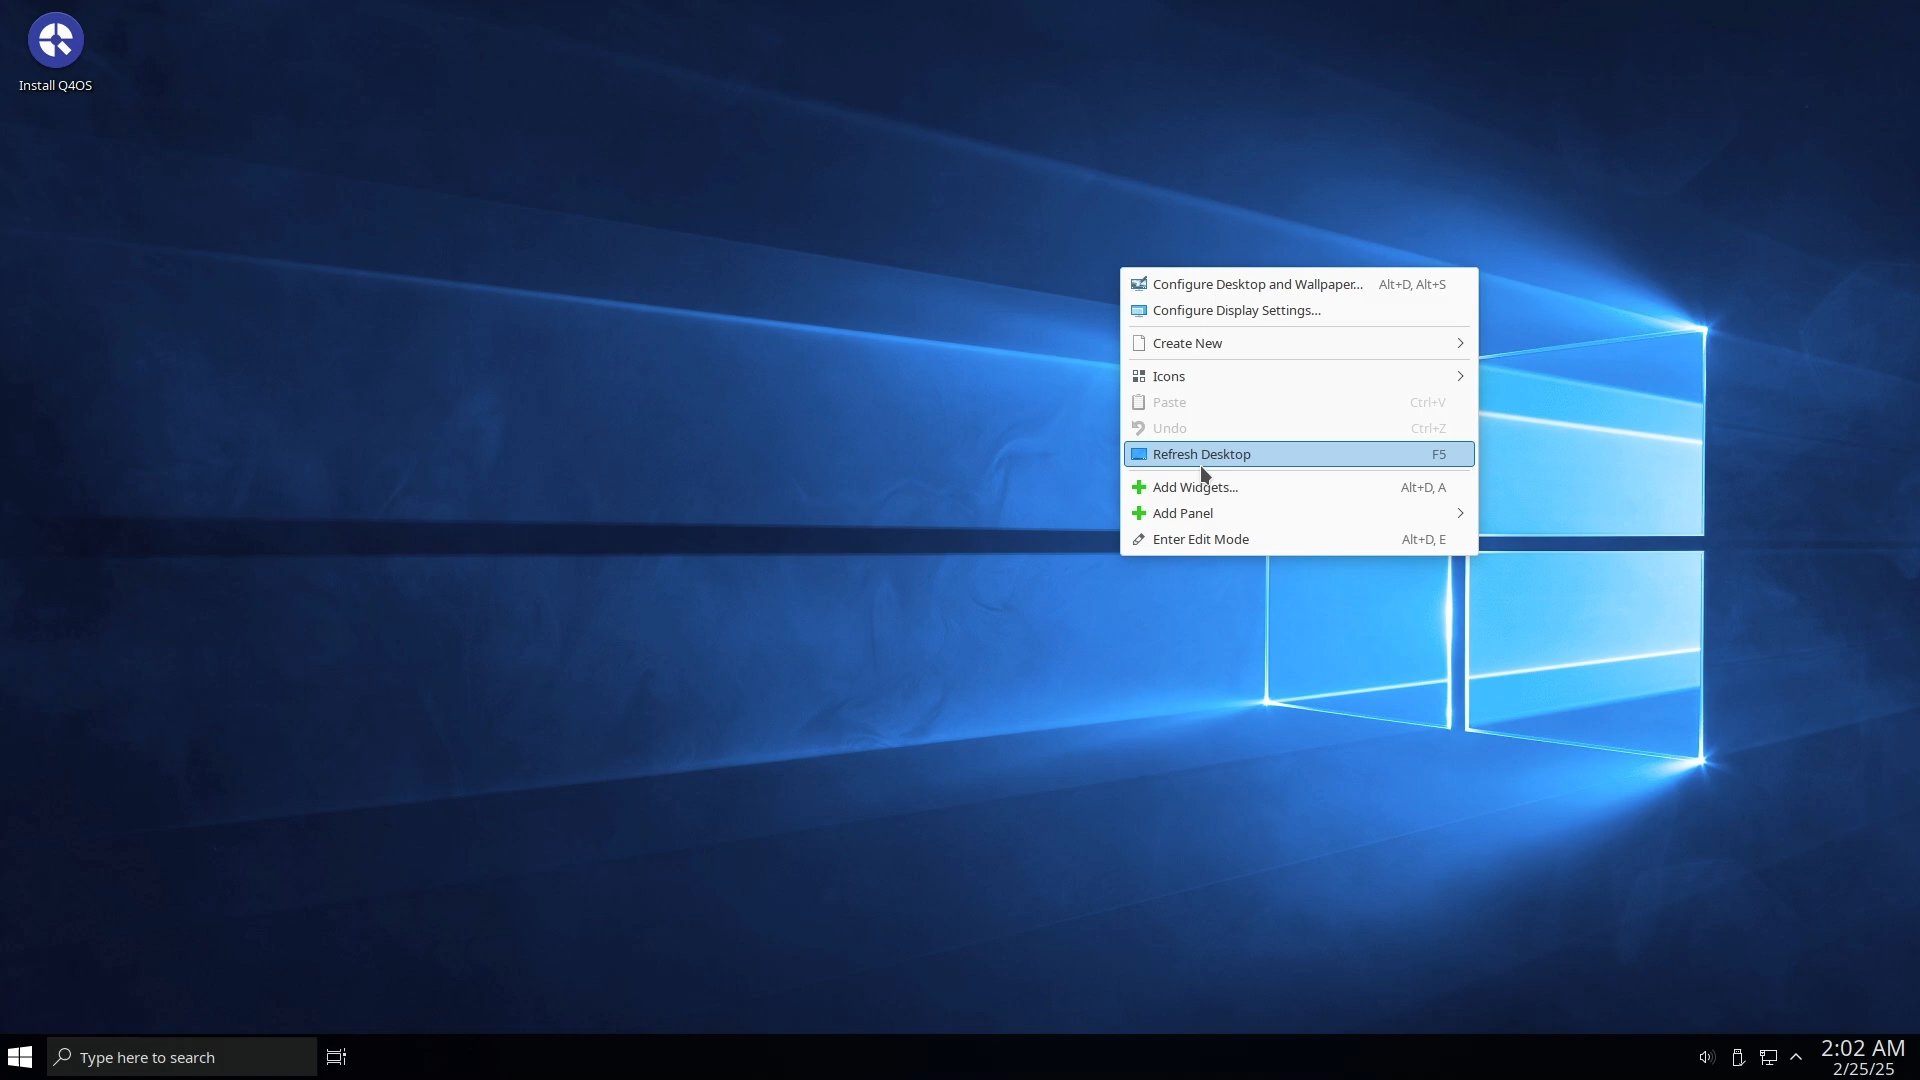 Install Q4OS
Configure Desktop and Wallpaper... Alt+D, Alt+S
Configure Display Settings...
Create New
Icons
Paste Ctrl+V
Undo Ctrl+Z
Refresh Desktop F5
Add Widgets... Alt+D, A
Add Panel
Enter Edit Mode Alt+D, E
Type here to search
2:02 AM
2/25/25